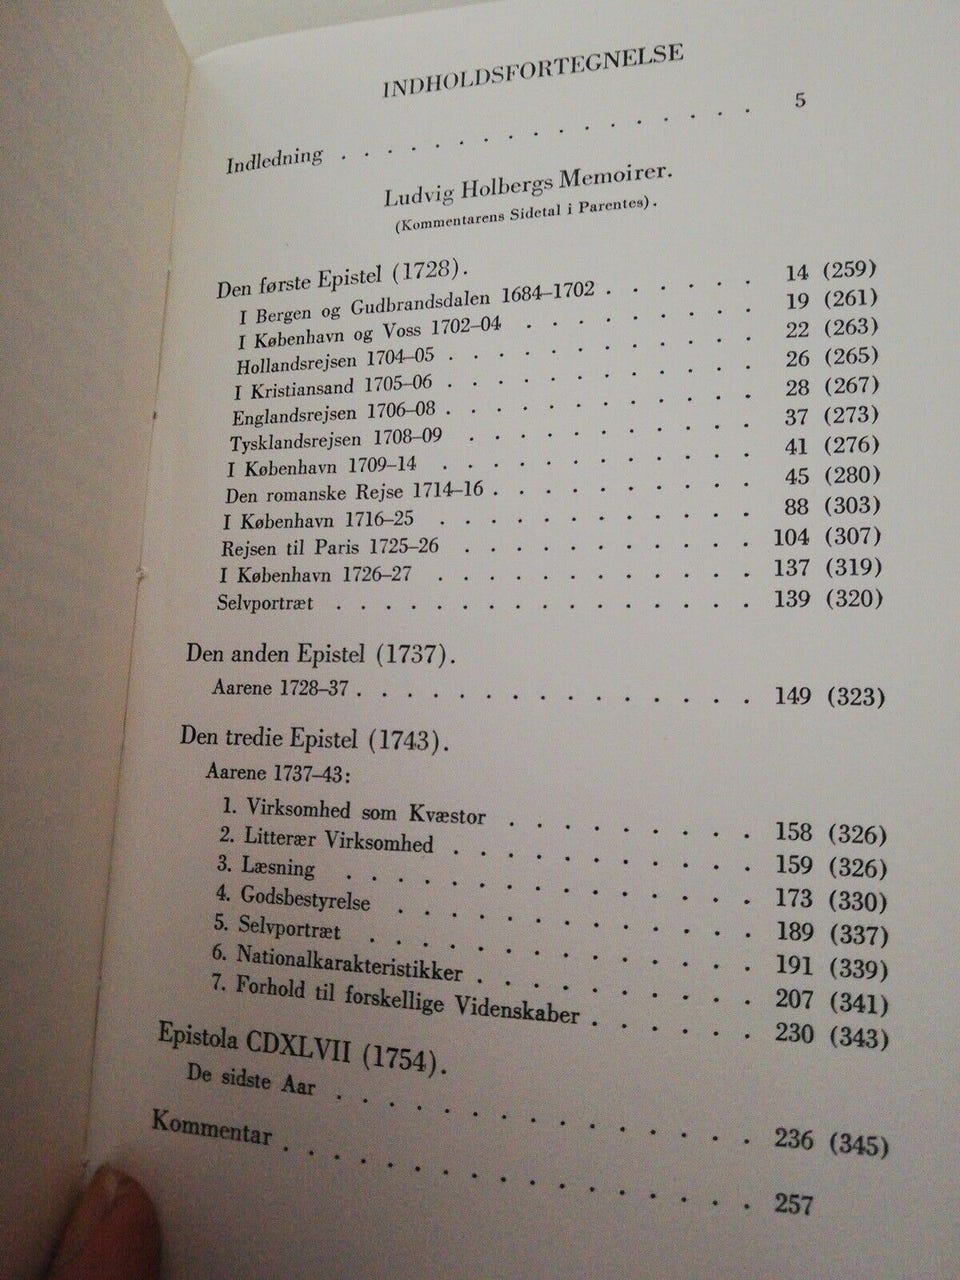 INDHOLDSFORTEGNELSE
Indledning . . . . . . . . . . . . . . . . 5
Ludvig Holbergs Memoirer.
(Kommentarens Sidetal i Parentes).
Den første Epistel (1728).
I Bergen og Gudbrandsdalen 1684–1702 . . . . . 14 (259)
I København og Voss 1702–04 . . . . . . . . 19 (261)
Hollandsrejsen 1704–05 . . . . . . . . . . 22 (263)
I Kristiansand 1705–06 . . . . . . . . . . 26 (265)
Englandsrejsen 1706–08 . . . . . . . . . . 28 (267)
Tysklandsrejsen 1708–09 . . . . . . . . . 37 (273)
I København 1709–14 . . . . . . . . . . 41 (276)
Den romanske Rejse 1714–16 . . . . . . . . 45 (280)
I København 1716–25 . . . . . . . . . . 88 (303)
Rejsen til Paris 1725–26 . . . . . . . . . 104 (307)
I København 1726–27 . . . . . . . . . . 137 (319)
Selvportræt . . . . . . . . . . . . . 139 (320)
Den anden Epistel (1737).
Aarene 1728–37 . . . . . . . . . . . . 149 (323)
Den tredie Epistel (1743).
Aarene 1737–43:
1. Virksomhed som Kvæstor . . . . . . . . 158 (326)
2. Litterær Virksomhed . . . . . . . . . 159 (326)
3. Læsning . . . . . . . . . . . . 173 (330)
4. Godsbestyrelse . . . . . . . . . . 189 (337)
5. Selvportræt . . . . . . . . . . . 191 (339)
6. Nationalkarakteristikker . . . . . . . . 207 (341)
7. Forhold til forskellige Videnskaber . . . . . 230 (343)
Epistola CDXLVII (1754).
De sidste Aar . . . . . . . . . . . . . 236 (345)
Kommentar . . . . . . . . . . . . . . 257